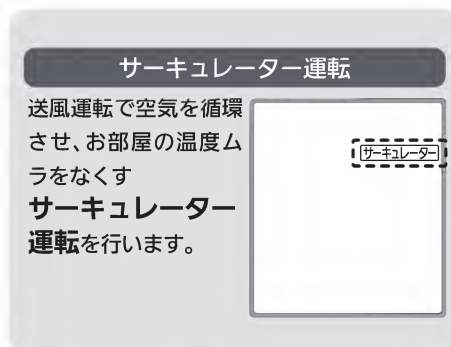 サーキュレーター運転
送風運転で空気を循環
させ、お部屋の温度ム
ラをなくす
サーキュレーター
運転を行います。
サーキュレーター